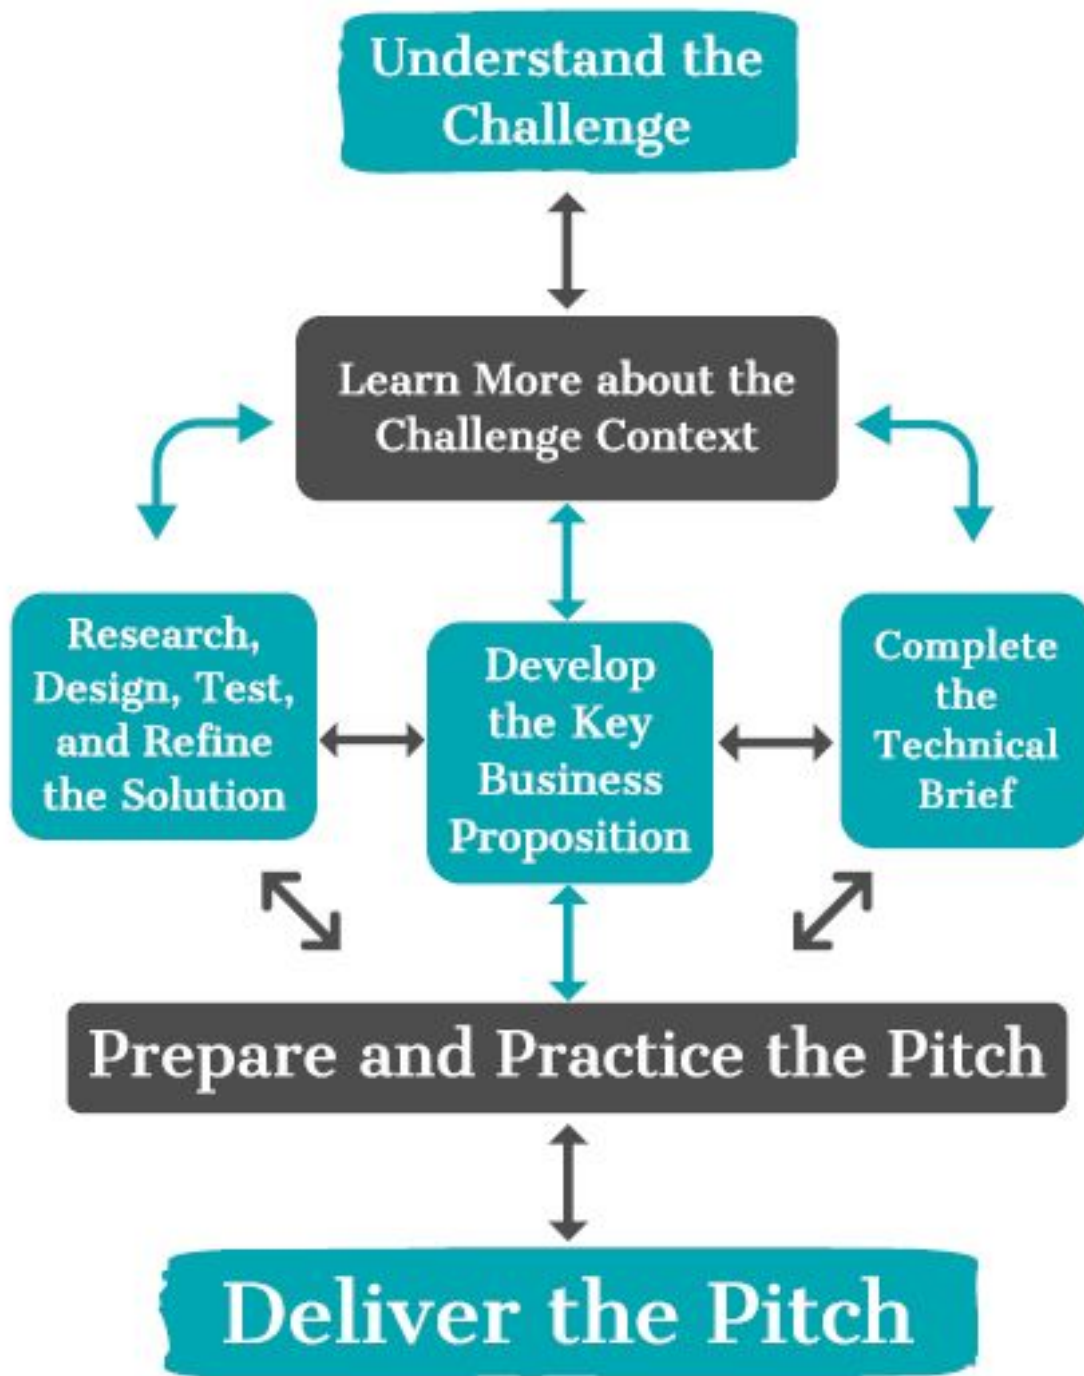 Understand the
Challenge
Learn More about the
Challenge Context
Research,
Design, Test,
and Refine
the Solution
Develop
the Key
Business
Proposition
Complete
the
Technical
Brief
Prepare and Practice the Pitch
Deliver the Pitch